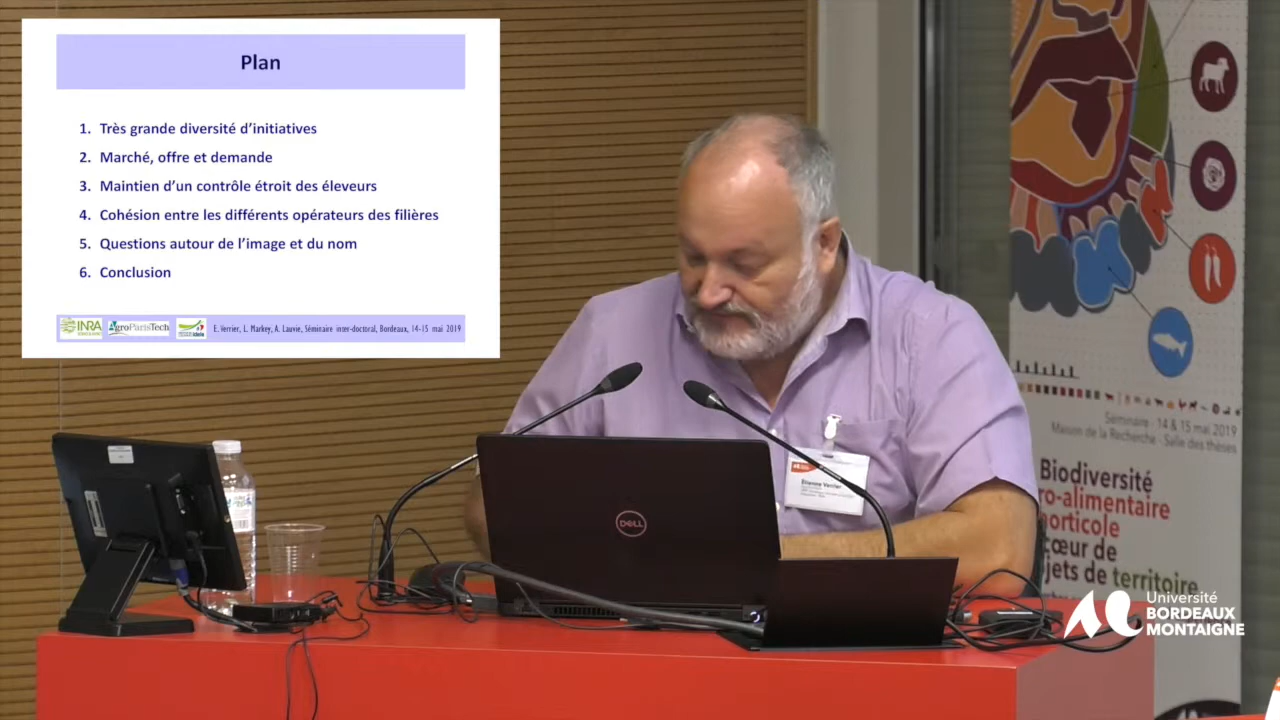 Plan
1. Très grande diversité d'initiatives
2. Marché, offre et demande
3. Maintien d'un contrôle étroit des éleveurs
4. Cohésion entre les différents opérateurs des filières
5. Questions autour de l'image et du nom
6. Conclusion
INRA
AgroParisTech
E. Verrier, L. Markey, A. Lauvie, Séminaire inter-doctoral, Bordeaux, 14-15 mai 2019
DELL
Étienne Verrier
Séminaire - 14 & 15 mai 2019
Maison de la Recherche - Salle des thèses
Biodiversité
ro-alimentaire
horticole
cœur de
jets de territoire
Université
BORDEAUX
MONTAIGNE